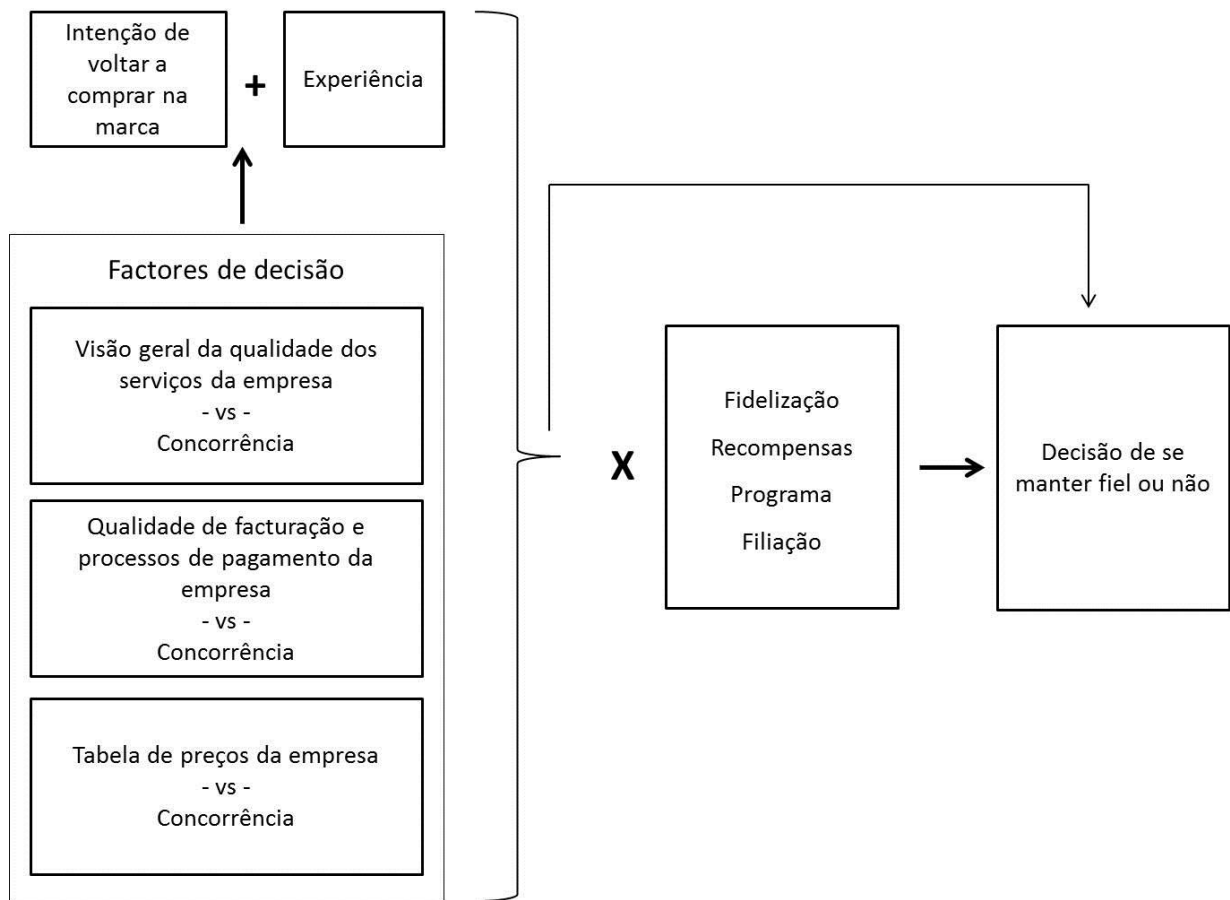 Intenção de
voltar a
comprar na
marca
+
Experiência
Factores de decisão
Visão geral da qualidade dos
serviços da empresa
- vs -
Concorrência
Qualidade de facturação e
processos de pagamento da
empresa
- vs -
Concorrência
Tabela de preços da empresa
- vs -
Concorrência
X
Fidelização
Recompensas
Programa
Filiação
Decisão de se
manter fiel ou não